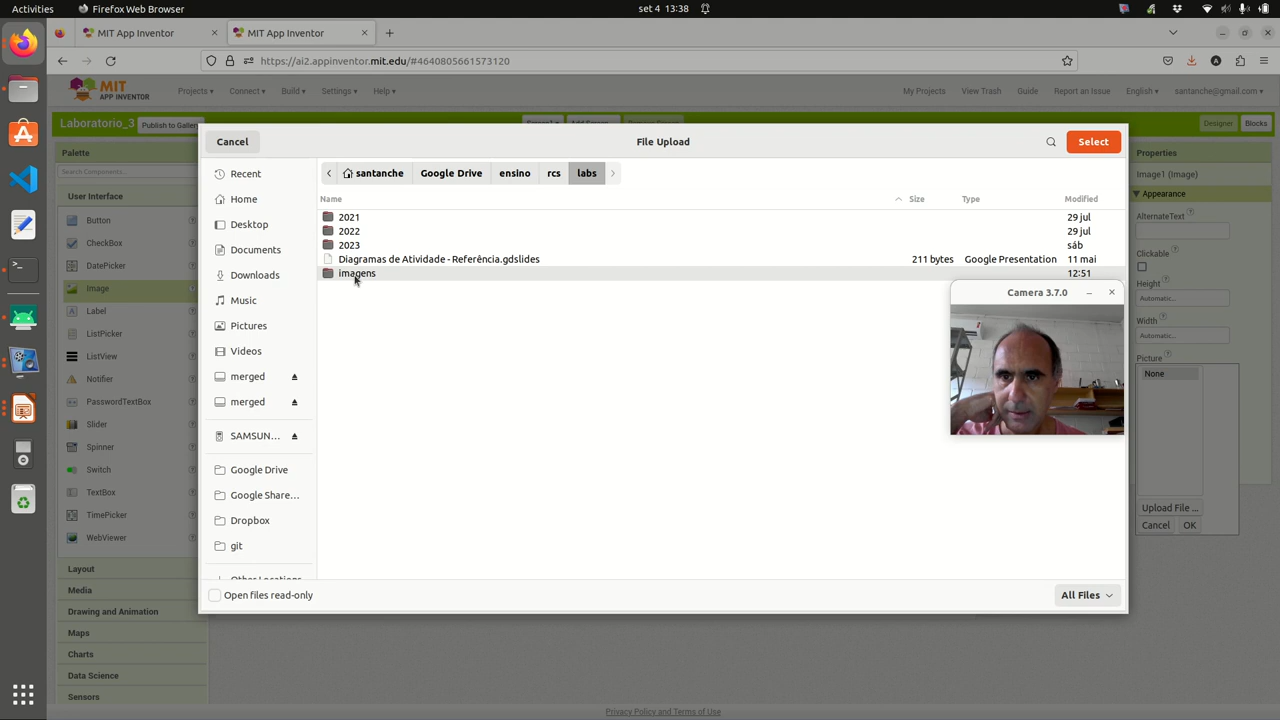 Activities Firefox Web Browser set 4 13:38
MIT App Inventor MIT App Inventor
https://ai2.appinventor.mit.edu/#4640805661573120
MIT
APP INVENTOR
Projects Connect Build Settings Help My Projects View Trash Guide Report an Issue English santanche@gmail.com
Laboratorio_3 Publish to Gallery Designer Blocks
Cancel File Upload Select
santanche Google Drive ensino rcs labs
Name Size Type Modified
2021 29 jul
2022 29 jul
2023 sáb
Diagramas de Atividade - Referência.gdslides 211 bytes Google Presentation 11 mai
imagens 12:51
Recent
Home
Desktop
Documents
Downloads
Music
Pictures
Videos
merged
merged
SAMSUN...
Google Drive
Google Share...
Dropbox
git
Other Locations
Open files read-only All Files
Camera 3.7.0
Palette
Search Components...
User Interface
Button
CheckBox
DatePicker
Image
Label
ListPicker
ListView
Notifier
PasswordTextBox
Slider
Spinner
Switch
TextBox
TimePicker
WebViewer
Layout
Media
Drawing and Animation
Maps
Charts
Data Science
Sensors
Properties
Image1 (Image)
Appearance
AlternateText
Clickable
Height
Automatic...
Width
Automatic...
Picture
None
Upload File ...
Cancel OK
Privacy Policy and Terms of Use